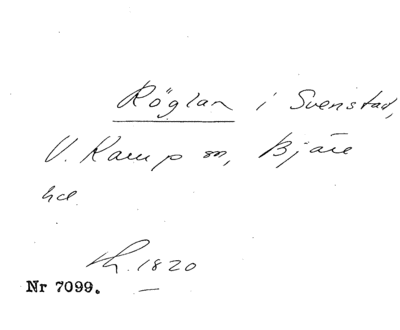 Röglan i Svenstad,
V. Karup sn, Bjäre
hd.
1820
Nr 7099.